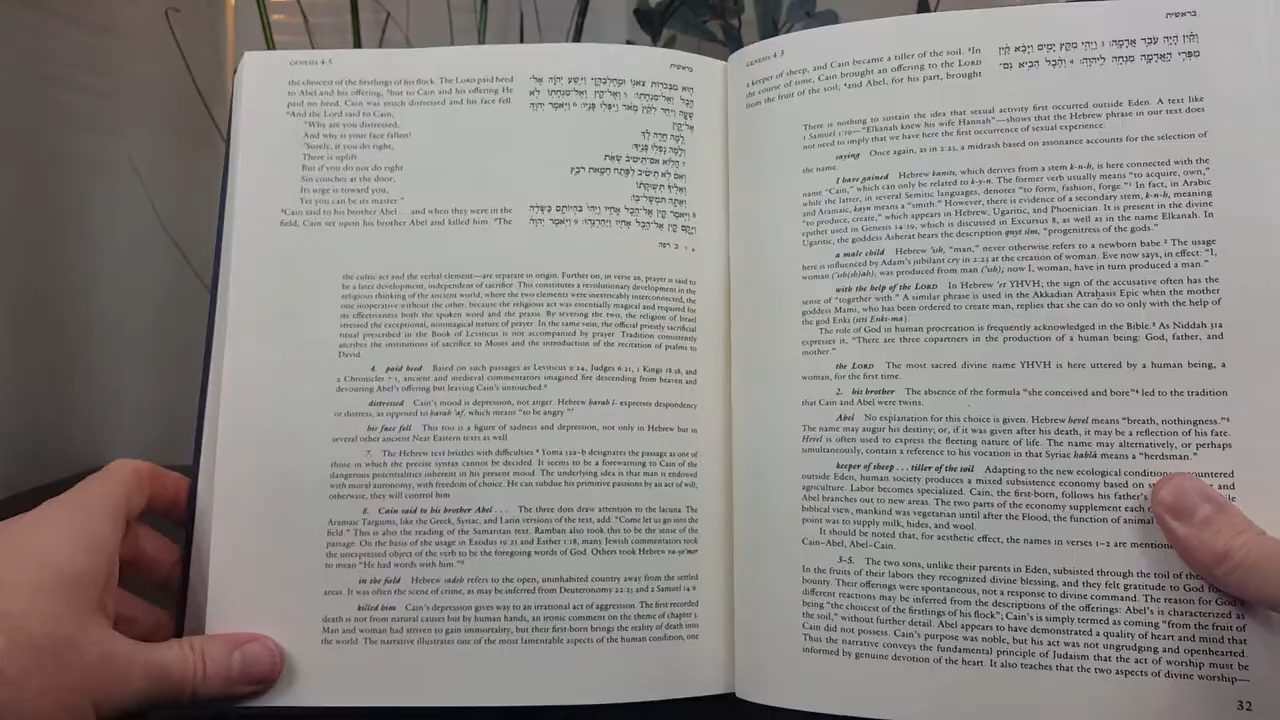 GENESIS 4:3
בראשית
a keeper of sheep, and Cain became a tiller of the soil. ³In
the course of time, Cain brought an offering to the LORD
from the fruit of the soil; ⁴and Abel, for his part, brought
וְקַ֕יִן הָיָ֖ה עֹבֵ֥ד אֲדָמָֽה׃ 3 וַֽיְהִ֖י מִקֵּ֣ץ יָמִ֑ים וַיָּבֵ֨א קַ֜יִן
מִפְּרִ֧י הָֽאֲדָמָ֛ה מִנְחָ֖ה לַֽיהוָֽה׃ 4 וְהֶ֨בֶל הֵבִ֥יא גַם־
There is nothing to sustain the idea that sexual activity first occurred outside Eden. A text like
1 Samuel 1:19—“Elkanah knew his wife Hannah”—shows that the Hebrew phrase in our text does
not need to imply that we have here the first occurrence of sexual experience.
saying Once again, as in 2:23, a midrash based on assonance accounts for the selection of
the name.
I have gained Hebrew kaniti, which derives from a stem k-n-h, is here connected with the
name “Cain,” which can only be related to k-y-n. The former verb usually means “to acquire, own,”
while the latter, in several Semitic languages, denotes “to form, fashion, forge.”¹ In fact, in Arabic
and Aramaic, kayn means a “smith.” However, there is evidence of a secondary stem, k-n-h, meaning
“to produce, create,” which appears in Hebrew, Ugaritic, and Phoenician. It is present in the divine
epithet used in Genesis 14:19, which is discussed in Excursus 8, as well as in the name Elkanah. In
Ugaritic, the goddess Asherat bears the description qnyt ilm, “progenitress of the gods.”
a male child Hebrew ʾish, “man,” never otherwise refers to a newborn babe.² The usage
here is influenced by Adam’s jubilant cry in 2:23 at the creation of woman. Eve now says, in effect: “I,
woman (ʾish(sh)ah), was produced from man (ʾish); now I, woman, have in turn produced a man.”
with the help of the LORD In Hebrew ʾet YHVH; the sign of the accusative often has the
sense of “together with.” A similar phrase is used in the Akkadian Atrahasis Epic when the mother
goddess Mami, who has been ordered to create man, replies that she can do so only with the help of
the god Enki (itti Enki-ma).
The role of God in human procreation is frequently acknowledged in the Bible.³ As Niddah 31a
expresses it, “There are three copartners in the production of a human being: God, father, and
mother.”
the LORD The most sacred divine name YHVH is here uttered by a human being, a
woman, for the first time.
2. his brother The absence of the formula “she conceived and bore”⁴ led to the tradition
that Cain and Abel were twins.
Abel No explanation for this choice is given. Hebrew hevel means “breath, nothingness.”⁵
The name may augur his destiny; or, if it was given after his death, it may be a reflection of his fate.
Hevel is often used to express the fleeting nature of life. The name may alternatively, or perhaps
simultaneously, contain a reference to his vocation in that Syriac hablā means a “herdsman.”
keeper of sheep . . . tiller of the soil Adapting to the new ecological conditions
outside Eden, human society produces a mixed subsistence economy based on and
agriculture. Labor becomes specialized. Cain, the first-born, follows his father’s
Abel branches out to new areas. The two parts of the economy supplement each
biblical view, mankind was vegetarian until after the Flood, the function of animal
point was to supply milk, hides, and wool.
It should be noted that, for aesthetic effect, the names in verses 1–2 are
Cain–Abel, Abel–Cain.
3–5. The two sons, unlike their parents in Eden, subsisted through the toil of
In the fruits of their labors they recognized divine blessing, and they felt gratitude to God
bounty. Their offerings were spontaneous, not a response to divine command. The reason for God’s
different reactions may be inferred from the descriptions of the offerings: Abel’s is characterized as
being “the choicest of the firstlings of his flock”; Cain’s is simply termed as coming “from the fruit of
the soil,” without further detail. Abel appears to have demonstrated a quality of heart and mind that
Cain did not possess. Cain’s purpose was noble, but his act was not ungrudging and openhearted.
Thus the narrative conveys the fundamental principle of Judaism that the act of worship must be
informed by genuine devotion of the heart. It also teaches that the two aspects of divine worship—
32
GENESIS 4:5
בראשית
the choicest of the firstlings of his flock. The LORD paid heed
to Abel and his offering, ⁵but to Cain and his offering He
paid no heed. Cain was much distressed and his face fell.
⁶And the Lord said to Cain,
“Why are you distressed,
And why is your face fallen?
⁷Surely, if you do right,
There is uplift.
But if you do not do right
Sin couches at the door;
Its urge is toward you,
Yet you can be its master.”
⁸Cain said to his brother Abel . . . and when they were in the
field, Cain set upon his brother Abel and killed him. ⁹The
ה֛וּא מִבְּכֹר֥וֹת צֹאנ֖וֹ וּמֵֽחֶלְבֵהֶ֑ן וַיִּ֣שַׁע יְהוָ֔ה אֶל־
הֶ֖בֶל וְאֶל־מִנְחָתֽוֹ׃ 5 וְאֶל־קַ֥יִן וְאֶל־מִנְחָת֖וֹ לֹ֣א
שָׁעָ֑ה וַיִּ֤חַר לְקַ֙יִן֙ מְאֹ֔ד וַֽיִּפְּל֖וּ פָּנָֽיו׃ 6 וַיֹּ֥אמֶר יְהוָ֖ה
אֶל־קָ֑יִן
לָ֚מָּה חָ֣רָה לָ֔ךְ
וְלָ֖מָּה נָפְל֥וּ פָנֶֽיךָ׃
7 הֲל֤וֹא אִם־תֵּיטִיב֙ שְׂאֵ֔ת
וְאִם֙ לֹ֣א תֵיטִ֔יב לַפֶּ֖תַח חַטָּ֣את רֹבֵ֑ץ
וְאֵלֶ֙יךָ֙ תְּשׁ֣וּקָת֔וֹ
וְאַתָּ֖ה תִּמְשָׁל־בּֽוֹ׃
8 וַיֹּ֥אמֶר קַ֖יִן אֶל־הֶ֣בֶל אָחִ֑יו וַֽיְהִי֙ בִּהְיוֹתָ֣ם בַּשָּׂדֶ֔ה
וַיָּ֥קָם קַ֛יִן אֶל־הֶ֥בֶל אָחִ֖יו וַיַּהַרְגֵֽהוּ׃ 9 וַיֹּ֤אמֶר יְהוָה֙
the cultic act and the verbal element—are separate in origin. Further on, in verse 26, prayer is said to
be a later development, independent of sacrifice. This constitutes a revolutionary development in the
religious thinking of the ancient world, where the two elements were inextricably interconnected, the
one inoperative without the other, because the religious act was essentially magical and required for
its effectiveness both the spoken word and the praxis. By severing the two, the religion of Israel
stressed the exceptional, nonmagical nature of prayer. In the same vein, the official priestly sacrificial
ritual prescribed in the Book of Leviticus is not accompanied by prayer. Tradition consistently
ascribes the institutions of sacrifice to Moses and the introduction of the recitation of psalms to
David.
4. paid heed Based on such passages as Leviticus 9:24, Judges 6:21, 1 Kings 18:38, and
2 Chronicles 7:1, ancient and medieval commentators imagined fire descending from heaven and
devouring Abel’s offering but leaving Cain’s untouched.⁶
distressed Cain’s mood is depression, not anger. Hebrew ḥarah l- expresses despondency
or distress, as opposed to ḥarah ʾaf, which means “to be angry.”⁷
his face fell This too is a figure of sadness and depression, not only in Hebrew but in
several other ancient Near Eastern texts as well.
7. The Hebrew text bristles with difficulties.⁸ Yoma 52a–b designates the passage as one of
those in which the precise syntax cannot be decided. It seems to be a forewarning to Cain of the
dangerous potentialities inherent in his present mood. The underlying idea is that man is endowed
with moral autonomy, with freedom of choice. He can subdue his primitive passions by an act of will;
otherwise, they will control him.
8. Cain said to his brother Abel . . . The three dots draw attention to the lacuna. The
Aramaic Targums, like the Greek, Syriac, and Latin versions of the text, add: “Come let us go into the
field.” This is also the reading of the Samaritan text. Ramban also took this to be the sense of the
passage. On the basis of the usage in Exodus 19:25 and Esther 1:18, many Jewish commentators took
the unexpressed object of the verb to be the foregoing words of God. Others took Hebrew va-yoʾmer
to mean “He had words with him.”⁹
in the field Hebrew sadeh refers to the open, uninhabited country away from the settled
areas. It was often the scene of crime, as may be inferred from Deuteronomy 22:25 and 2 Samuel 14:6.
killed him Cain’s depression gives way to an irrational act of aggression. The first recorded
death is not from natural causes but by human hands, an ironic comment on the theme of chapter 3.
Man and woman had striven to gain immortality, but their first-born brings the reality of death into
the world. The narrative illustrates one of the most lamentable aspects of the human condition, one